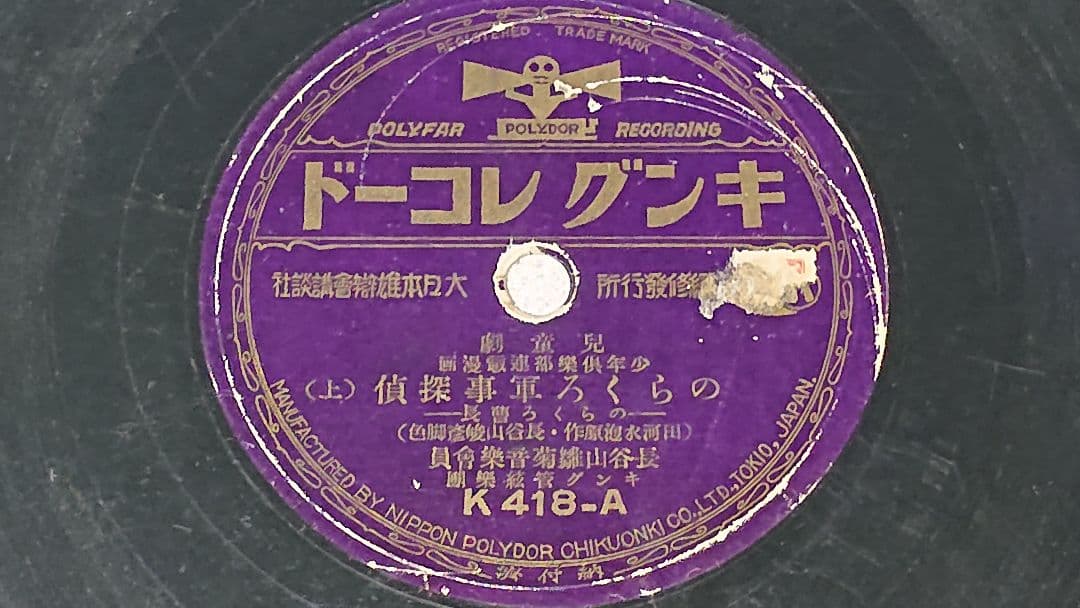 REGISTERED TRADE MARK
POLYFAR POLYDOR RECORDING
キング レコード
修發行所 大日本雄辯會講談社
兒童劇
少年倶樂部連載漫画
のらくろ軍事探偵（上）
―のらくろ曹長―
（田河水泡原作・長谷山峻彦脚色）
長谷山雛菊音樂會員
キング管絃樂團
K418-A
MANUFACTURED BY NIPPON POLYDOR CHIKUONKI CO., LTD., TOKIO, JAPAN.
納付濟